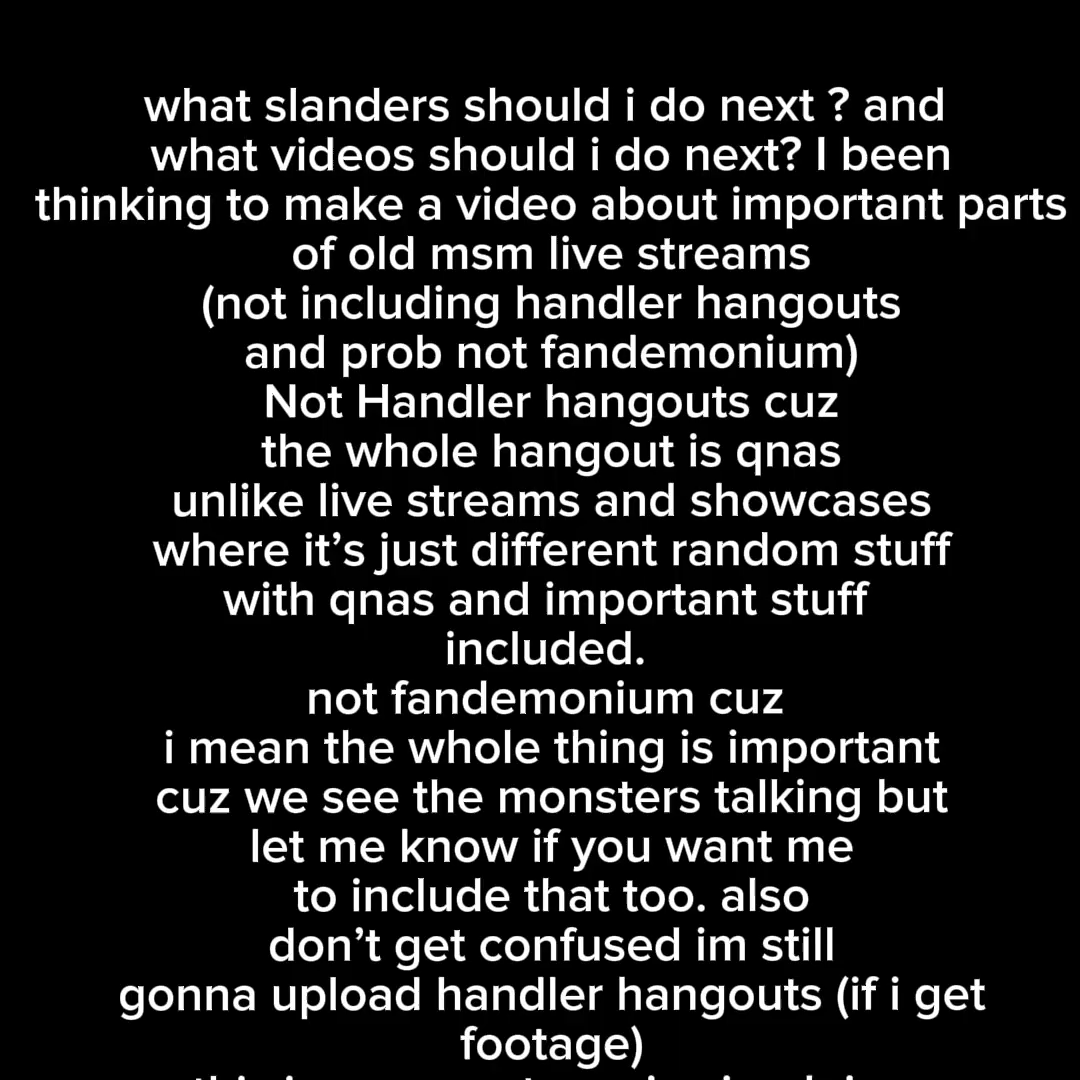 what slanders should i do next ? and
what videos should i do next? I been
thinking to make a video about important parts
of old msm live streams
(not including handler hangouts
and prob not fandemonium)
Not Handler hangouts cuz
the whole hangout is qnas
unlike live streams and showcases
where it’s just different random stuff
with qnas and important stuff
included.
not fandemonium cuz
i mean the whole thing is important
cuz we see the monsters talking but
let me know if you want me
to include that too. also
don’t get confused im still
gonna upload handler hangouts (if i get
footage)